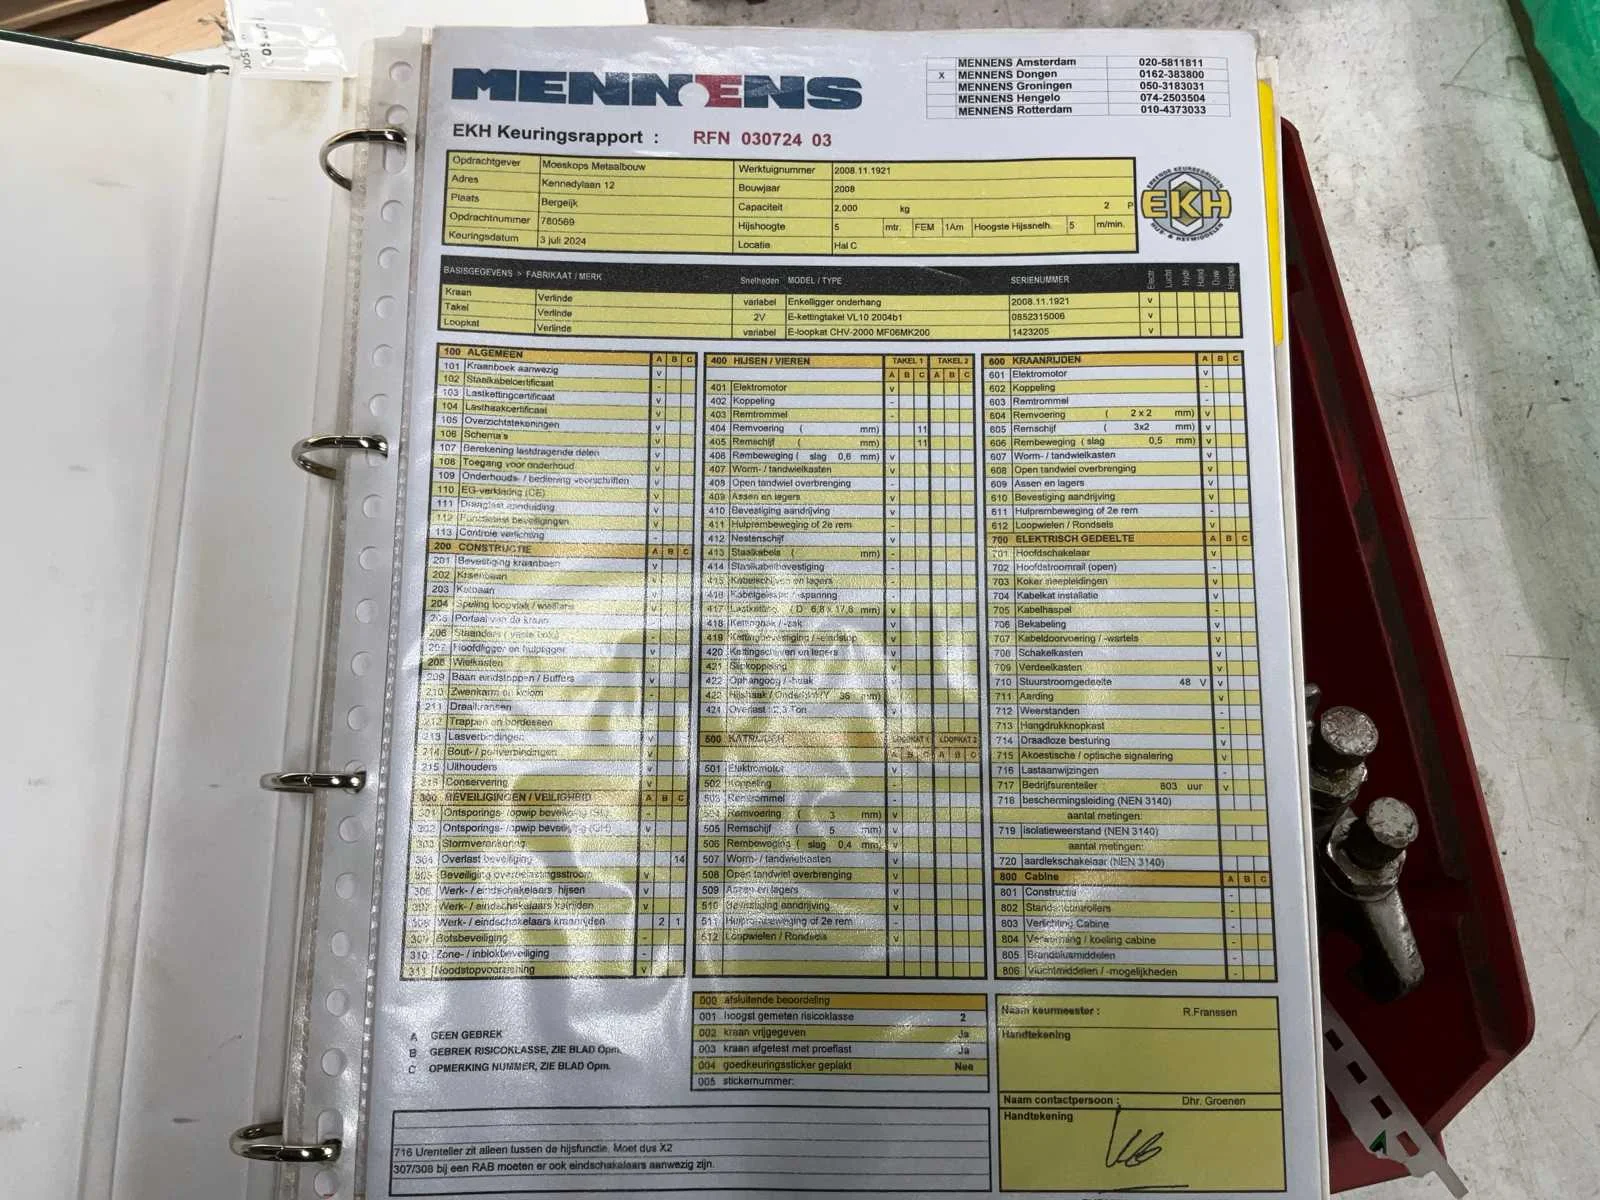 MENNENS
MENNENS Amsterdam 020-5811811
X MENNENS Dongen 0162-383800
MENNENS Groningen 050-3183031
MENNENS Hengelo 074-2503504
MENNENS Rotterdam 010-4373033
EKH Keuringsrapport : RFN 030724 03
Opdrachtgever Moeskops Metaalbouw
Adres Kennedylaan 12
Plaats Bergeijk
Opdrachtnummer 780569
Keuringsdatum 3 juli 2024
Werktuignummer 2008.11.1921
Bouwjaar 2008
Capaciteit 2.000 kg 2 P
Hijshoogte 5 mtr. FEM 1Am Hoogste Hijssnelh. 5 m/min.
Locatie Hal C
ERKENDE KEURBEDRIJVEN
EKH
HIJS- & HEFMIDDELEN
BASISGEGEVENS > FABRIKAAT / MERK Snelheden MODEL / TYPE SERIENUMMER Electr Lucht Hydr Hand Duw Haspel
Kraan Verlinde variabel Enkelligger onderhang 2008.11.1921 v
Takel Verlinde 2V E-kettingtakel VL10 2004b1 0852315006 v
Loopkat Verlinde variabel E-loopkat CHV-2000 MF06MK200 1423205 v
100 ALGEMEEN A B C
101 Kraanboek aanwezig v
102 Staalkabelcertificaat -
103 Lastkettingcertificaat v
104 Lasthaakcertificaat v
105 Overzichtstekeningen v
106 Schema's v
107 Berekening lastdragende delen v
108 Toegang voor onderhoud v
109 Onderhouds- / bediening voorschriften v
110 EG-verklaring (CE) v
111 Draaglast aanduiding v
112 Functietest beveiligingen v
113 Controle verlichting -
200 CONSTRUCTIE A B C
201 Bevestiging kraanbaan v
202 Kraanbaan v
203 Katbaan v
204 Speling loopvlak / wielflens v
205 Portaal van de kraan
206 Staanders ( vaste bok) -
207 Hoofdligger en hulpligger v
208 Wielkasten v
209 Baan eindstoppen / Buffers v
210 Zwenkarm en kolom -
211 Draaikransen -
212 Trappen en bordessen -
213 Lasverbindingen v
214 Bout- / penverbindingen v
215 Uithouders v
216 Conservering v
300 BEVEILIGINGEN / VEILIGHEID A B C
301 Ontsporings- /opwip beveiliging -
302 Ontsporings- /opwip beveiliging -
303 Stormverankering -
304 Overlast beveiliging 14
305 Beveiliging overbelastingsstroom v
306 Werk- / eindschakelaars hijsen v
307 Werk- / eindschakelaars katrijden v
308 Werk- / eindschakelaars kraanrijden 2 1
309 Botsbeveiliging -
310 Zone- / inblokbeveiliging -
311 Noodstopvoorziening v
400 HIJSEN / VIEREN TAKEL 1 TAKEL 2
A B C A B C
401 Elektromotor v
402 Koppeling -
403 Remtrommel -
404 Remvoering ( mm) 11
405 Remschijf ( mm) 11
406 Rembeweging ( slag 0,6 mm) v
407 Worm- / tandwielkasten v
408 Open tandwiel overbrenging -
409 Assen en lagers v
410 Bevestiging aandrijving v
411 Hulprembeweging of 2e rem -
412 Nestenschijf v
413 Staalkabels ( mm) -
414 Staalkabelbevestiging -
415 Kabelschijven en lagers -
416 Kabelgeleider / -spanning -
417 Lastketting ( D 6,8 x 17,8 mm) v
418 Kettingbak / -zak v
419 Kettingbevestiging / -eindstop v
420 Kettingschijven en lagers v
421 Slipkoppeling v
422 Ophangoog / -haak v
423 Hijshaak / Onderblok(Y 36 mm) v
424 Overlast : 2,3 Ton v
500 KATRIJDEN LOOPKAT 1 LOOPKAT 2
A B C A B C
501 Elektromotor v
502 Koppeling -
503 Remtrommel -
504 Remvoering ( 3 mm) v
505 Remschijf ( 5 mm) v
506 Rembeweging ( slag 0,4 mm) v
507 Worm- / tandwielkasten v
508 Open tandwiel overbrenging v
509 Assen en lagers v
510 Bevestiging aandrijving v
511 Hulprembeweging of 2e rem -
512 Loopwielen / Rondsels v
600 KRAANRIJDEN A B C
601 Elektromotor v
602 Koppeling -
603 Remtrommel -
604 Remvoering ( 2 x 2 mm) v
605 Remschijf ( 3x2 mm) v
606 Rembeweging ( slag 0,5 mm) v
607 Worm- / tandwielkasten v
608 Open tandwiel overbrenging v
609 Assen en lagers v
610 Bevestiging aandrijving v
611 Hulprembeweging of 2e rem -
612 Loopwielen / Rondsels v
700 ELEKTRISCH GEDEELTE A B C
701 Hoofdschakelaar v
702 Hoofdstroomrail (open) -
703 Koker sleepleidingen v
704 Kabelkat installatie v
705 Kabelhaspel -
706 Bekabeling v
707 Kabeldoorvoering / -wartels v
708 Schakelkasten v
709 Verdeelkasten v
710 Stuurstroomgedeelte 48 V v
711 Aarding v
712 Weerstanden -
713 Hangdrukknopkast -
714 Draadloze besturing v
715 Akoestische / optische signalering v
716 Lastaanwijzingen -
717 Bedrijfsurenteller : 803 uur v
718 beschermingsleiding (NEN 3140)
aantal metingen:
719 isolatieweerstand (NEN 3140)
aantal metingen:
720 aardlekschakelaar (NEN 3140)
800 Cabine A B C
801 Constructie -
802 Standencontrollers -
803 Verlichting Cabine -
804 Verwarming / koeling cabine -
805 Brandblusmiddelen -
806 Vluchtmiddelen / -mogelijkheden -
A GEEN GEBREK
B GEBREK RISICOKLASSE, ZIE BLAD Opm.
C OPMERKING NUMMER, ZIE BLAD Opm.
000 afsluitende beoordeling
001 hoogst gemeten risicoklasse 2
002 kraan vrijgegeven Ja
003 kraan afgetest met proeflast Ja
004 goedkeuringssticker geplakt Nee
005 stickernummer:
Naam keurmeester : R.Franssen
Handtekening
Naam contactpersoon : Dhr. Groenen
Handtekening
716 Urenteller zit alleen tussen de hijsfunctie. Moet dus X2
307/308 bij een RAB moeten er ook eindschakelaars aanwezig zijn.